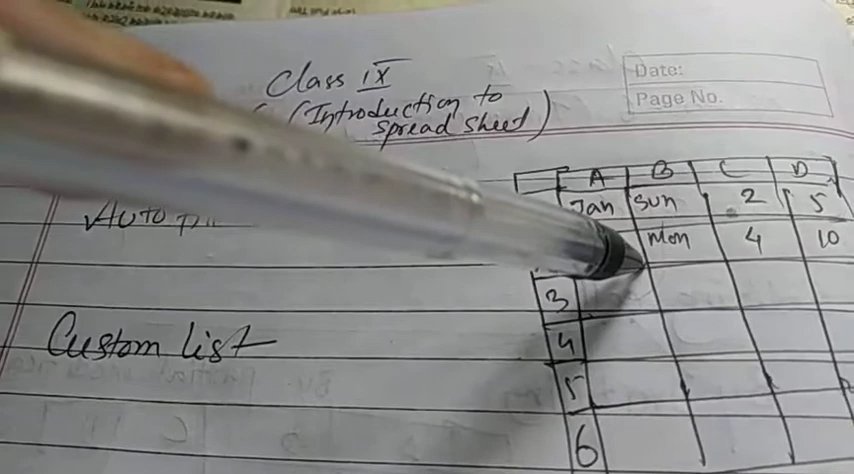 Class IX
(Introduction to
spread sheet)
Date:
Page No.
A B C D
Jan Sun 2 5
Mon 4 10
Auto
3
Custom list
4
5
6